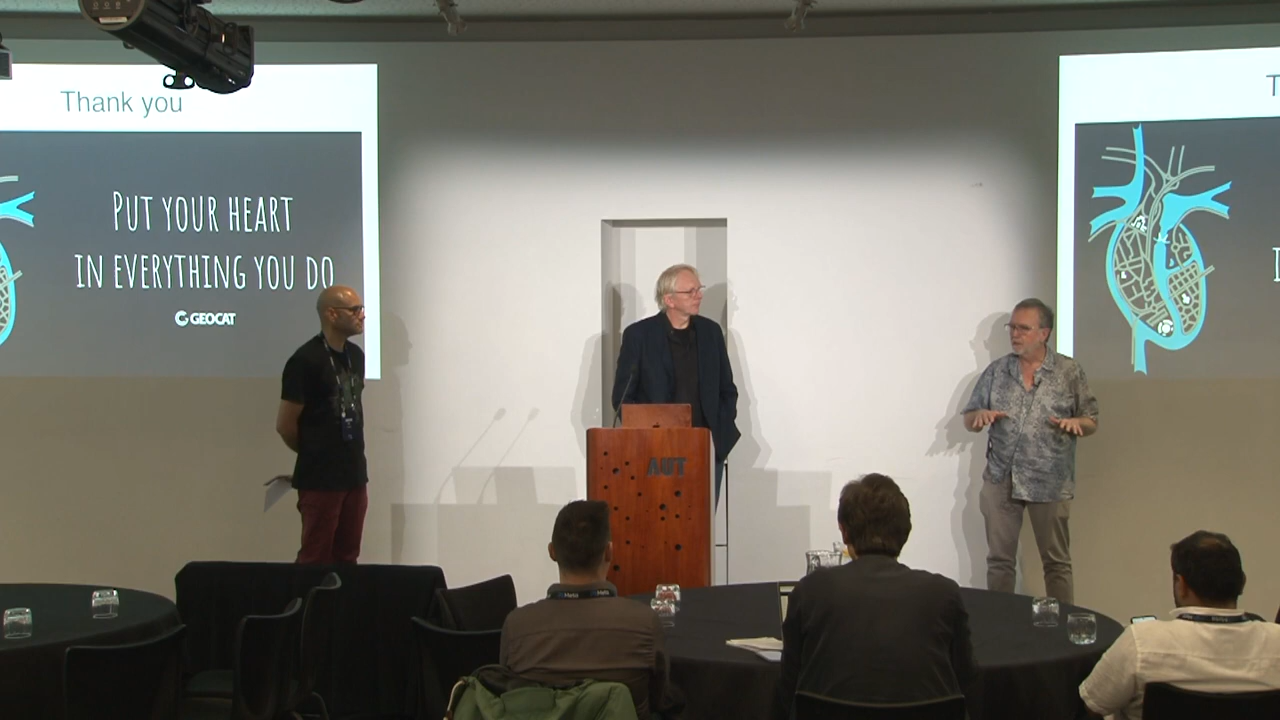 Thank you
PUT YOUR HEART
IN EVERYTHING YOU DO
GEOCAT
AUT
T
I